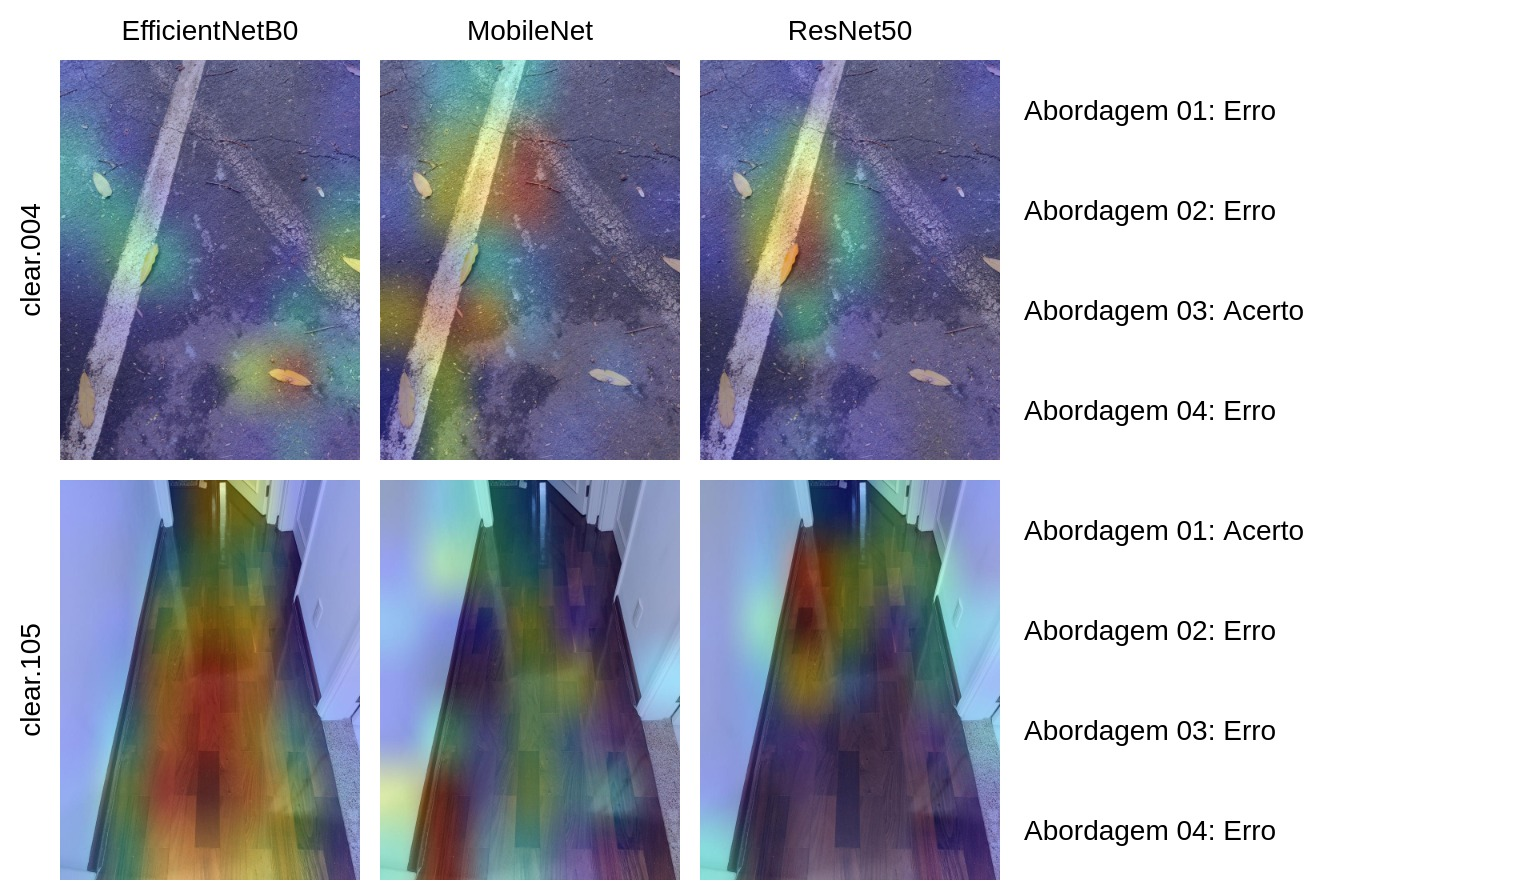 EfficientNetB0 MobileNet ResNet50
clear.004
Abordagem 01: Erro
Abordagem 02: Erro
Abordagem 03: Acerto
Abordagem 04: Erro
clear.105
Abordagem 01: Acerto
Abordagem 02: Erro
Abordagem 03: Erro
Abordagem 04: Erro